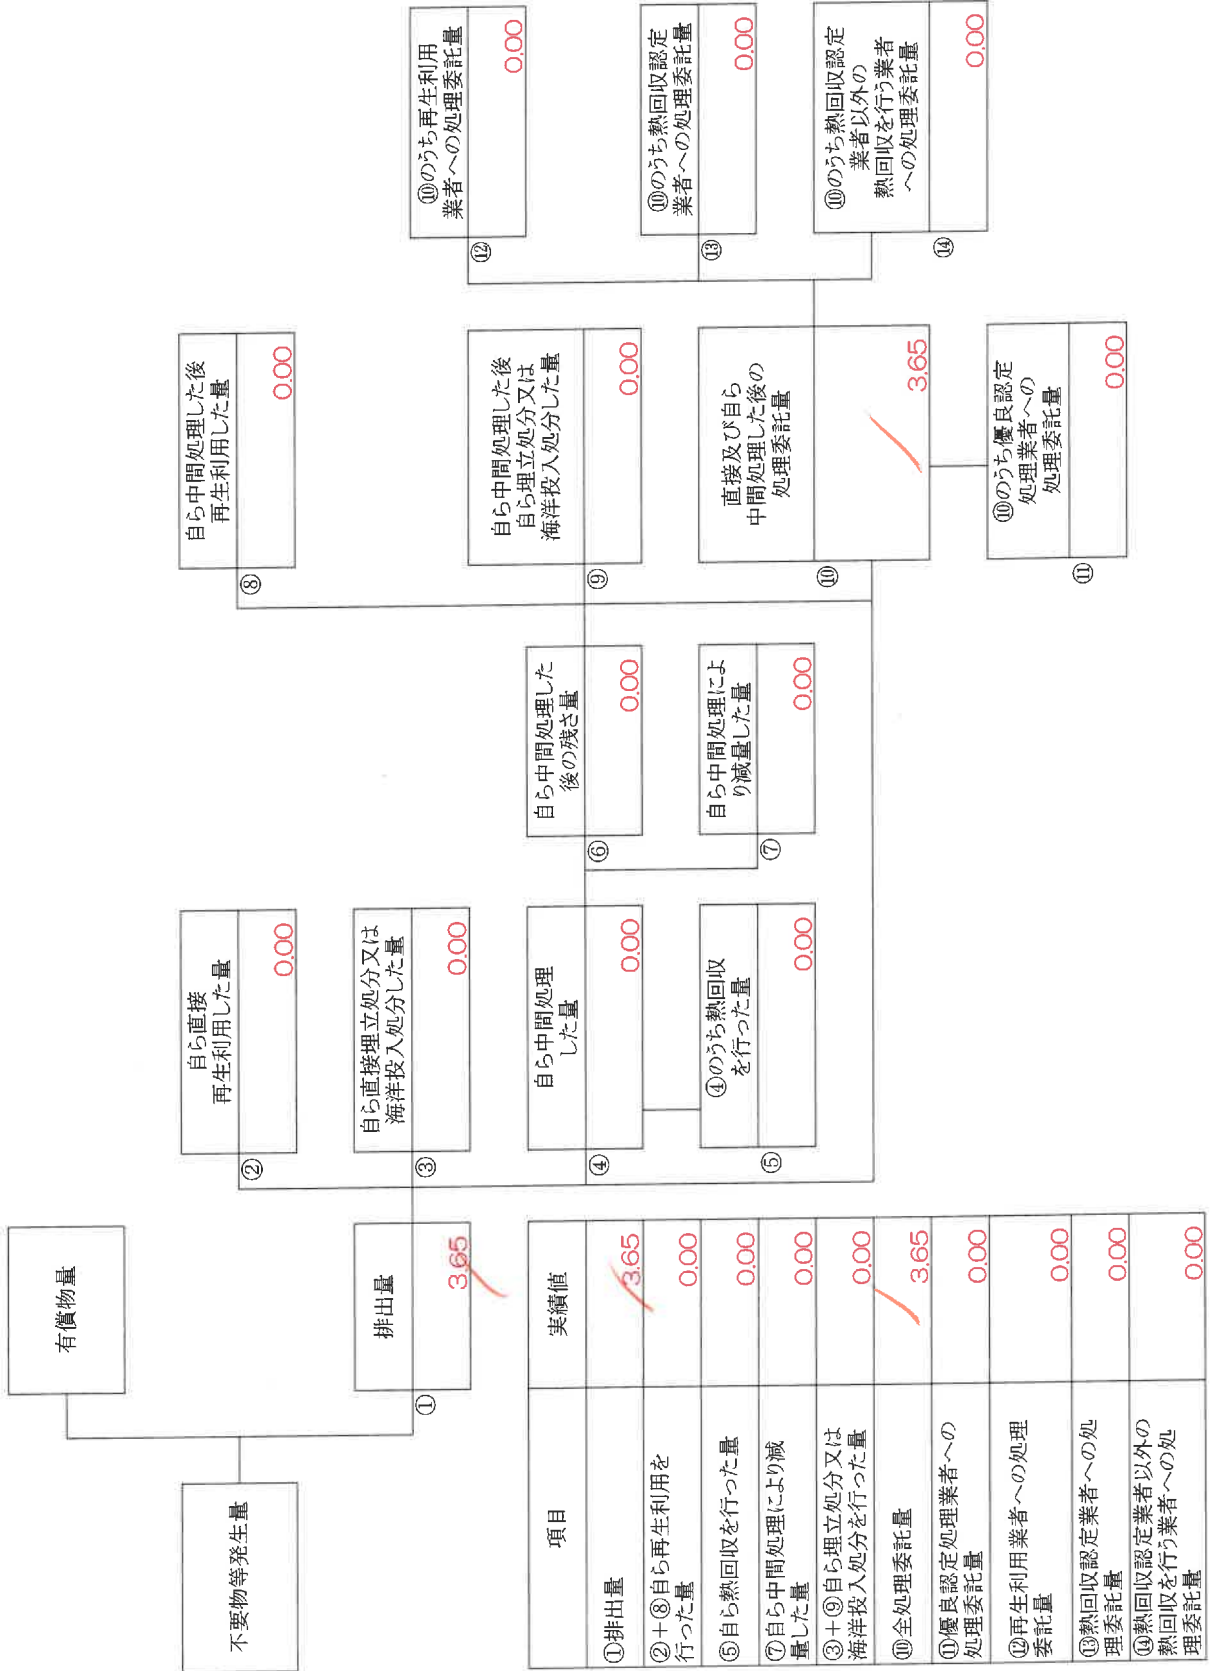 不要物等発生量
有償物量
排出量
①
3.65
自ら直接
再生利用した量
②
0.00
自ら直接埋立処分又は
海洋投入処分した量
③
0.00
自ら中間処理
した量
④
0.00
④のうち熱回収
を行った量
⑤
0.00
自ら中間処理した
後の残さ量
⑥
0.00
自ら中間処理によ
り減量した量
⑦
0.00
自ら中間処理した後
再生利用した量
⑧
0.00
自ら中間処理した後
自ら埋立処分又は
海洋投入処分した量
⑨
0.00
直接及び自ら
中間処理した後の
処理委託量
⑩
3.65
⑩のうち優良認定
処理業者への
処理委託量
⑪
0.00
⑩のうち再生利用
業者への処理委託量
⑫
0.00
⑩のうち熱回収認定
業者への処理委託量
⑬
0.00
⑩のうち熱回収認定
業者以外の
熱回収を行う業者
への処理委託量
⑭
0.00
項目 実績値
①排出量 3.65
②+⑧自ら再生利用を
行った量 0.00
⑤自ら熱回収を行った量 0.00
⑦自ら中間処理により減
量した量 0.00
③+⑨自ら埋立処分又は
海洋投入処分を行った量 0.00
⑩全処理委託量 3.65
⑪優良認定処理業者への
処理委託量 0.00
⑫再生利用業者への処理
委託量 0.00
⑬熱回収認定業者への処
理委託量 0.00
⑭熱回収認定業者以外の
熱回収を行う業者への処
理委託量 0.00